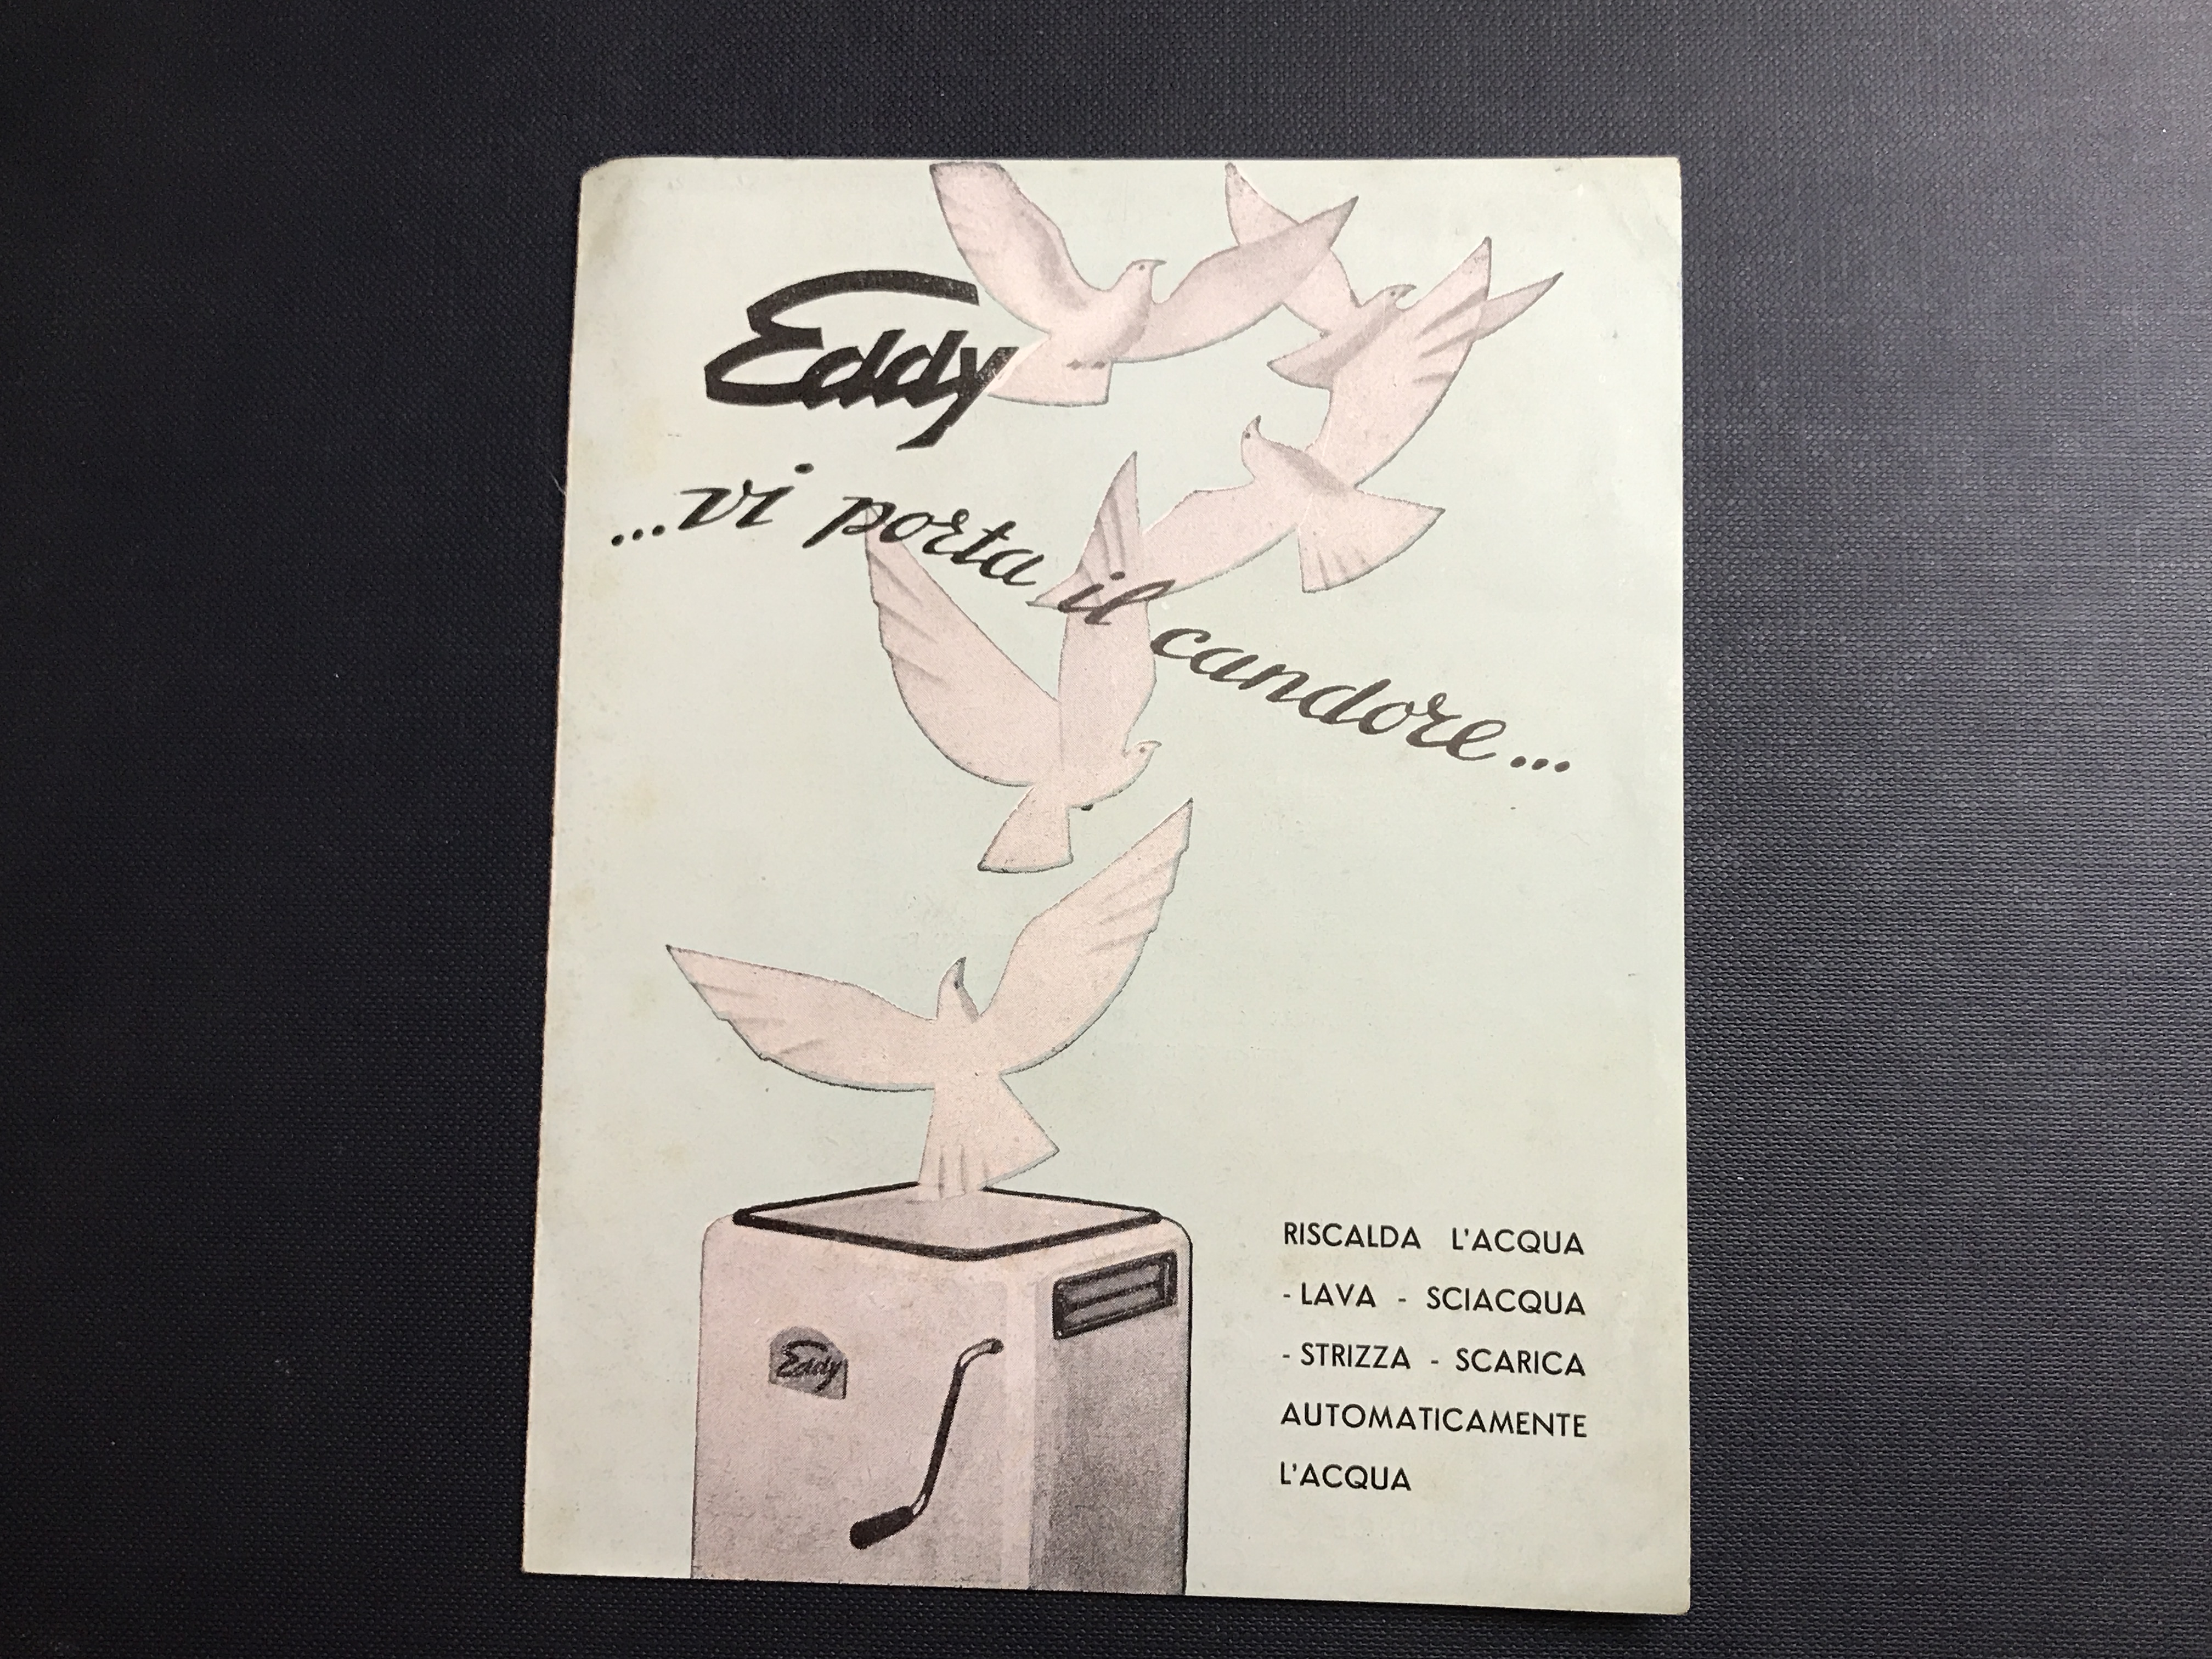 Eddy
...vi porta il candore...
Eddy
RISCALDA L'ACQUA
- LAVA - SCIACQUA
- STRIZZA - SCARICA
AUTOMATICAMENTE
L'ACQUA